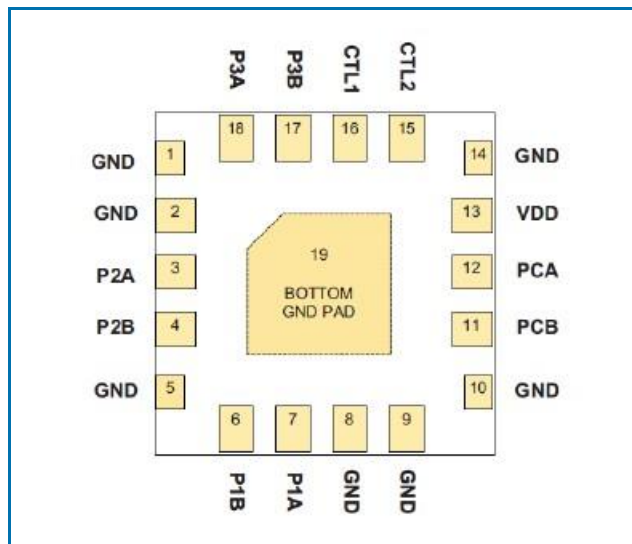 P3A P3B CTL1 CTL2
18 17 16 15
GND 1 14 GND
GND 2 13 VDD
P2A 3 12 PCA
19
BOTTOM
GND PAD
P2B 4 11 PCB
GND 5 10 GND
6 7 8 9
P1B P1A GND GND